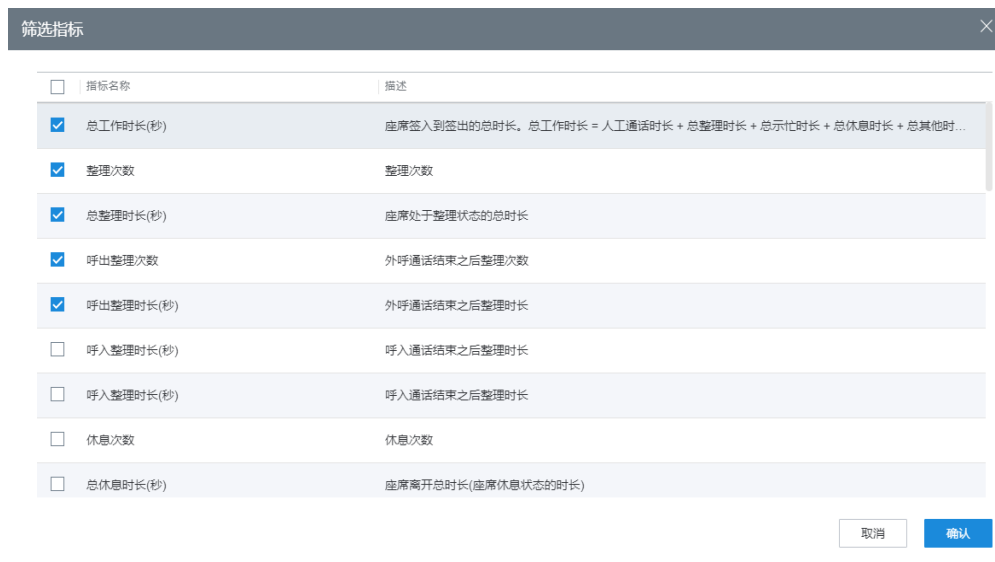 筛选指标
指标名称 描述
总工作时长(秒) 座席签入到签出的总时长。总工作时长 = 人工通话时长 + 总整理时长 + 总示忙时长 + 总休息时长 + 总其他时...
整理次数 整理次数
总整理时长(秒) 座席处于整理状态的总时长
呼出整理次数 外呼通话结束之后整理次数
呼出整理时长(秒) 外呼通话结束之后整理时长
呼入整理时长(秒) 呼入通话结束之后整理时长
呼入整理时长(秒) 呼入通话结束之后整理时长
休息次数 休息次数
总休息时长(秒) 座席离开总时长(座席休息状态的时长)
取消 确认